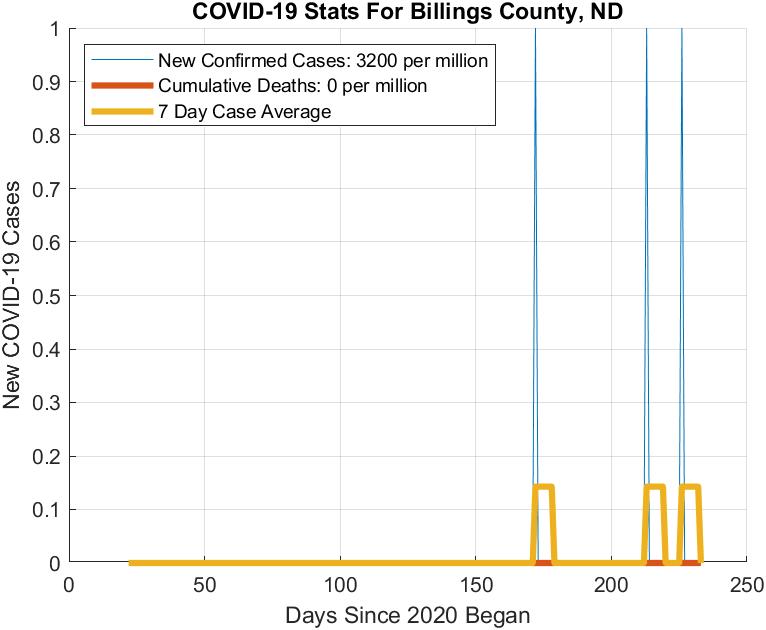 COVID-19 Stats For Billings County, ND
New Confirmed Cases: 3200 per million
Cumulative Deaths: 0 per million
7 Day Case Average
New COVID-19 Cases
1
0.9
0.8
0.7
0.6
0.5
0.4
0.3
0.2
0.1
0
0 50 100 150 200 250
Days Since 2020 Began